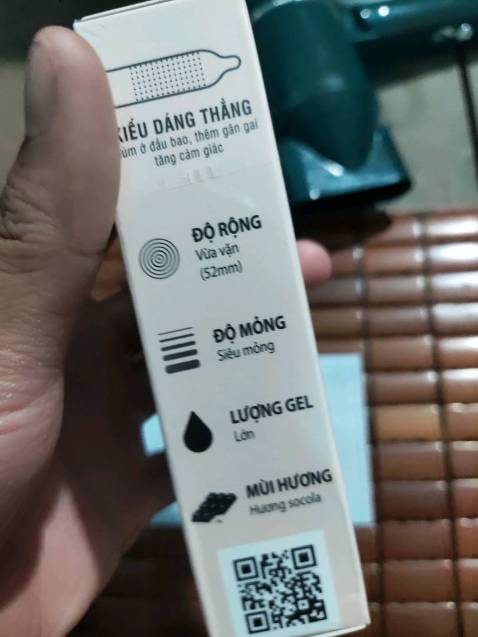 KIỂU DÁNG THẲNG
úm ở đầu bao, thêm gân gai
tăng cảm giác
ĐỘ RỘNG
Vừa vặn
(52mm)
ĐỘ MỎNG
Siêu mỏng
LƯỢNG GEL
Lớn
MÙI HƯƠNG
Hương socola